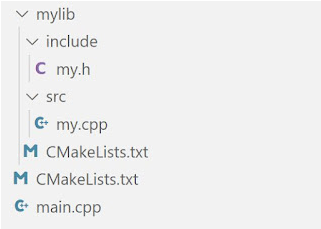 mylib
include
C my.h
src
C++ my.cpp
M CMakeLists.txt
M CMakeLists.txt
C++ main.cpp